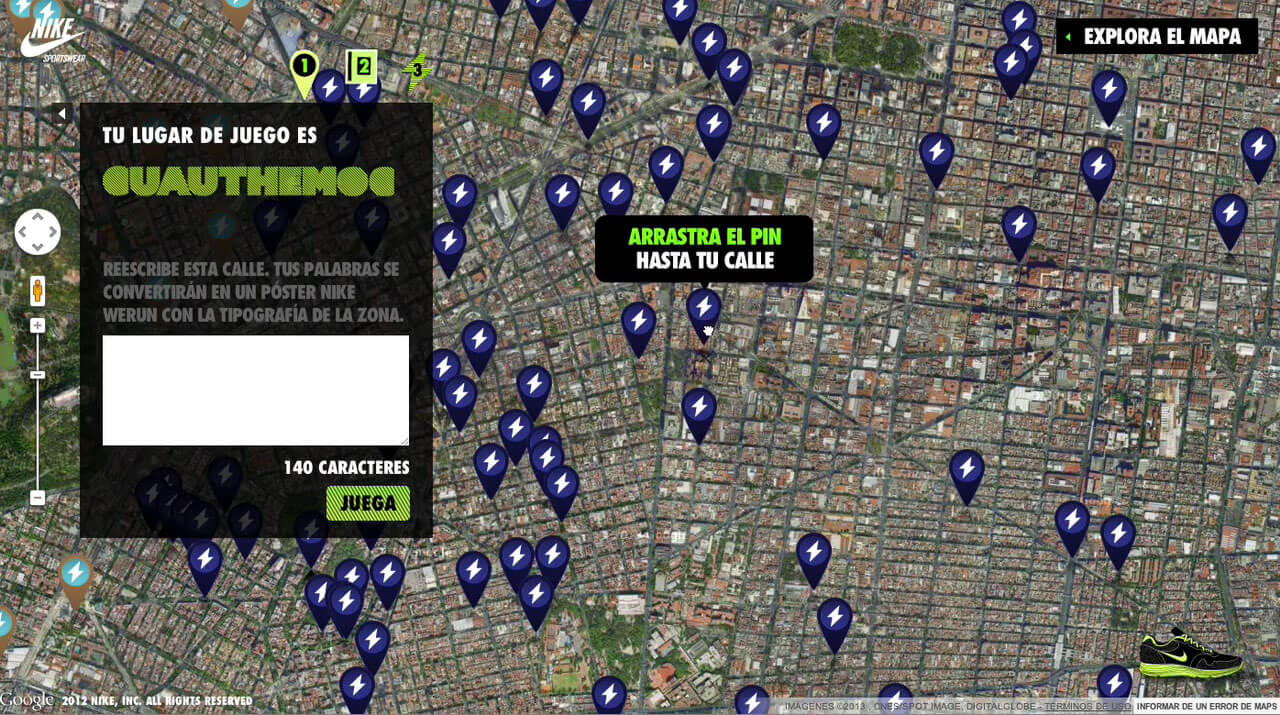 NIKE
SPORTSWEAR
1
2
3
EXPLORA EL MAPA
TU LUGAR DE JUEGO ES
CUAUTHEMOC
REESCRIBE ESTA CALLE. TUS PALABRAS SE
CONVERTIRÁN EN UN PÓSTER NIKE
WERUN CON LA TIPOGRAFÍA DE LA ZONA.
140 CARACTERES
JUEGA
ARRASTRA EL PIN
HASTA TU CALLE
Google 2012 NIKE, INC. ALL RIGHTS RESERVED
IMÁGENES ©2013 , CNES/SPOT IMAGE, DIGITALGLOBE - TÉRMINOS DE USO INFORMAR DE UN ERROR DE MAPS